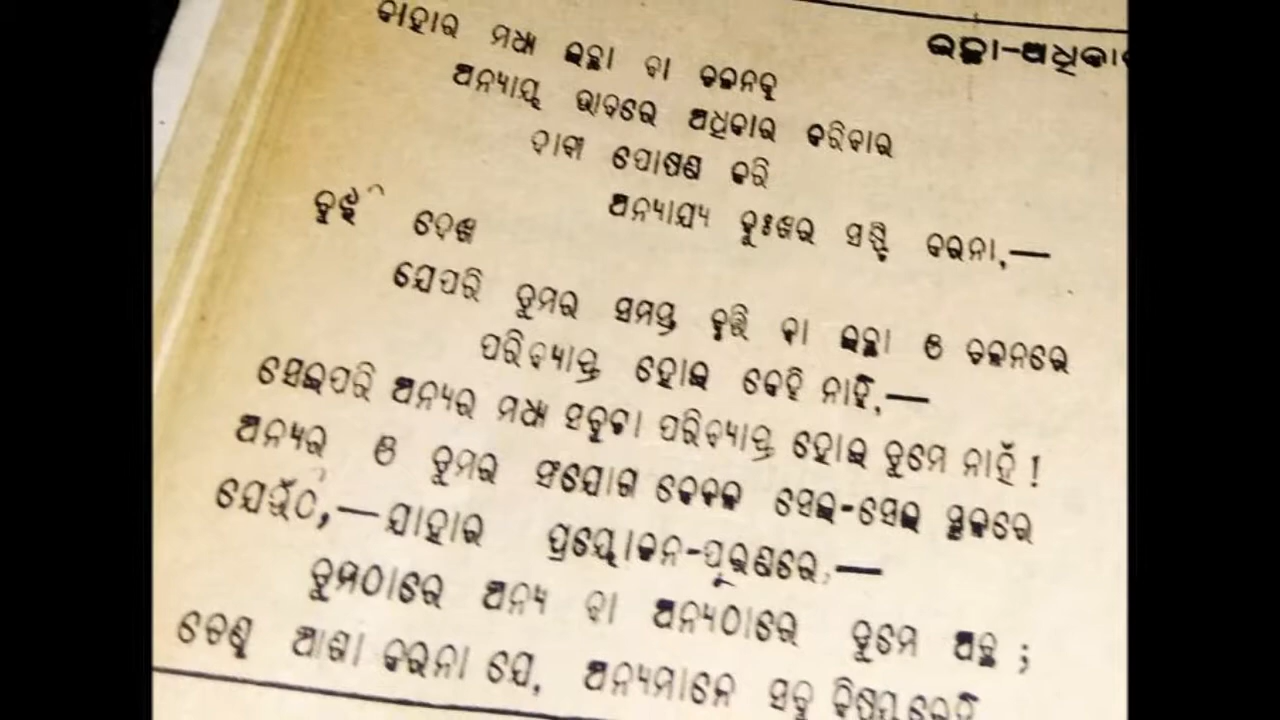 ଇଚ୍ଛା-ଅଧିକାର
କାହାର ମଧ୍ୟ ଇଚ୍ଛା ବା ଚଳନକୁ
ଅନ୍ୟାୟ ଭାବରେ ଅଧିକାର କରିବାର
ଦାବୀ ପୋଷଣ କରି
ଅନ୍ୟାଯ୍ୟ ଦୁଃଖର ସୃଷ୍ଟି କରନା,—
ବୁଝି ଦେଖ
ଯେପରି ତୁମର ସମସ୍ତ ବୃତ୍ତି ବା ଇଚ୍ଛା ଓ ଚଳନରେ
ପରିବ୍ୟାପ୍ତ ହୋଇ କେହି ନାହିଁ,—
ସେଇପରି ଅନ୍ୟର ମଧ୍ୟ ସବୁଟା ପରିବ୍ୟାପ୍ତ ହୋଇ ତୁମେ ନାହଁ !
ଅନ୍ୟର ଓ ତୁମର ସଂଯୋଗ କେବଳ ସେଇ-ସେଇ ସ୍ଥଳରେ
ଯେଉଁଠି,—ଯାହାର ପ୍ରୟୋଜନ-ପୂରଣରେ,—
ତୁମଠାରେ ଅନ୍ୟ ବା ଅନ୍ୟଠାରେ ତୁମେ ଅଛ ;
ତେଣୁ ଆଶା କରନା ଯେ, ଅନ୍ୟମାନେ ସବୁ